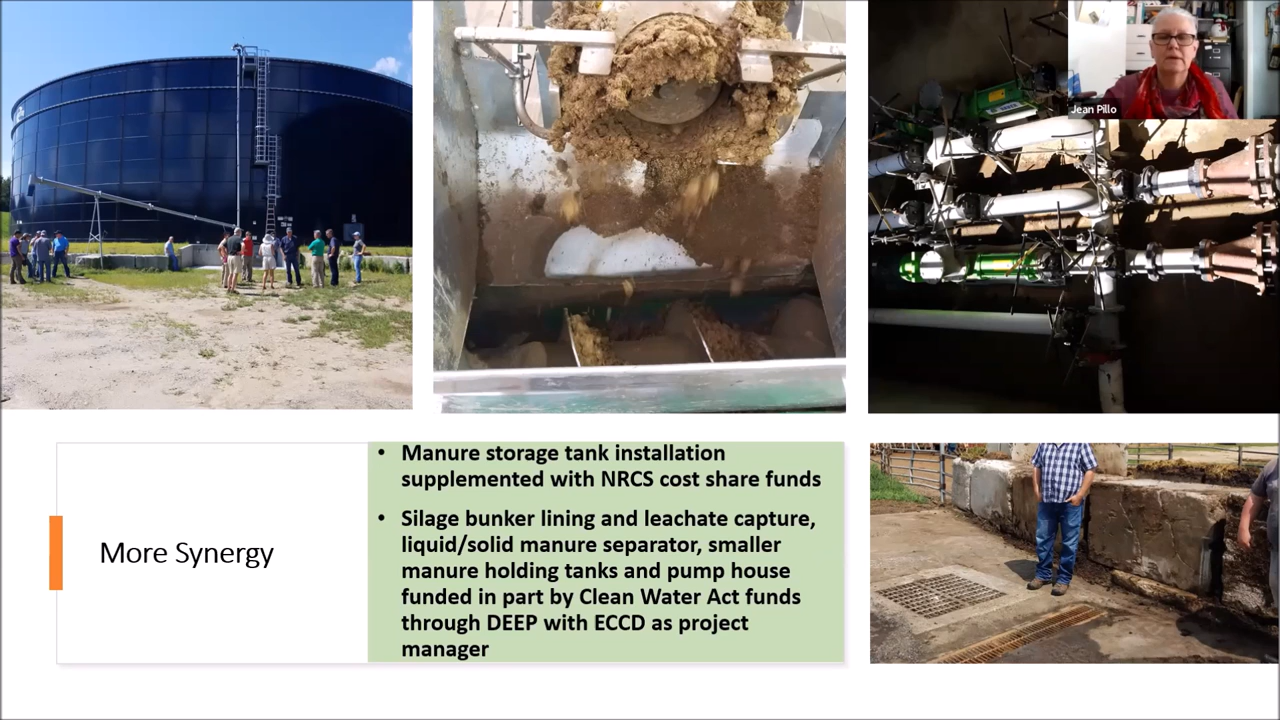 Jean Pillo
• Manure storage tank installation
supplemented with NRCS cost share funds
• Silage bunker lining and leachate capture,
liquid/solid manure separator, smaller
manure holding tanks and pump house
funded in part by Clean Water Act funds
through DEEP with ECCD as project
manager
More Synergy